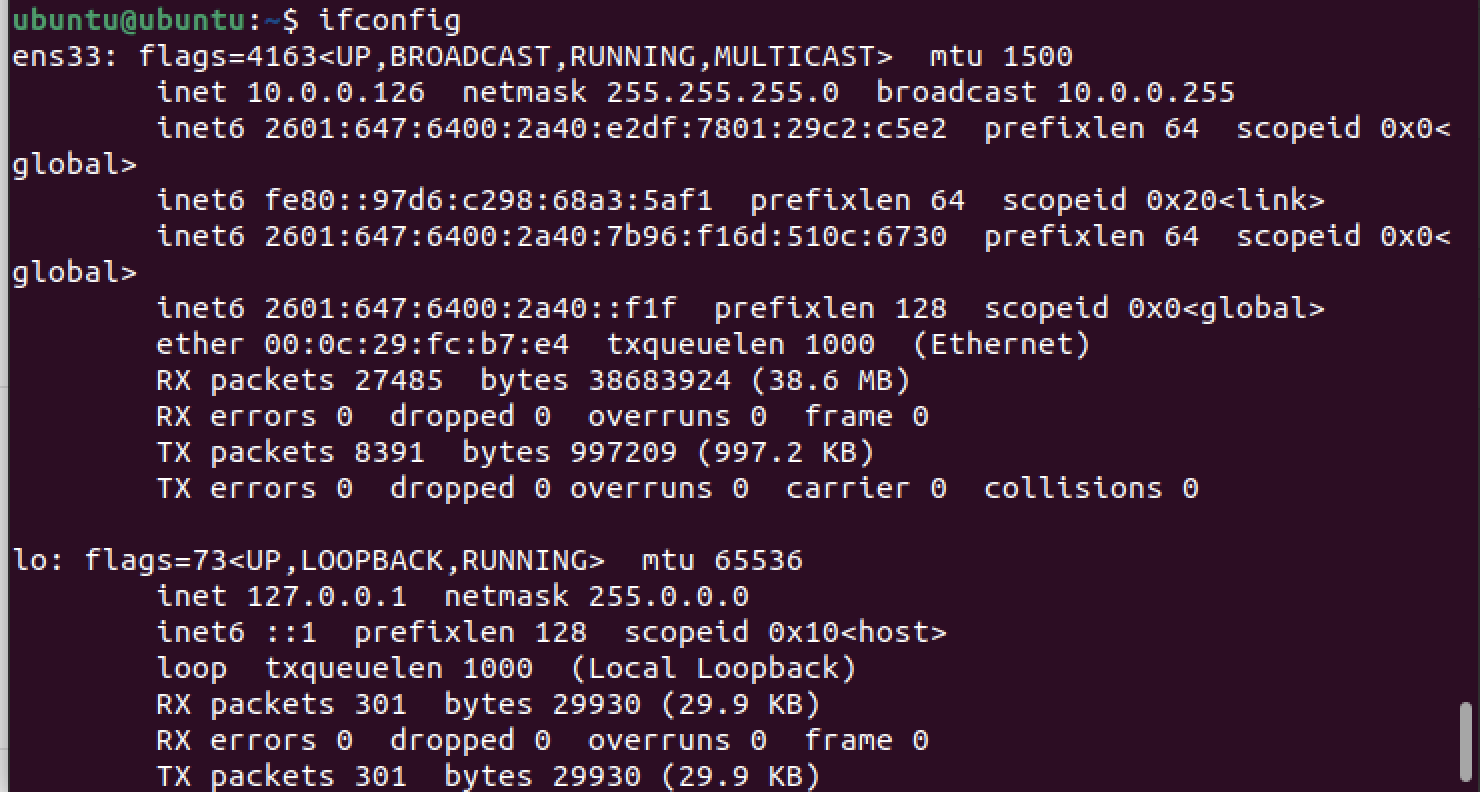 ubuntu@ubuntu:~$ ifconfig
ens33: flags=4163<UP,BROADCAST,RUNNING,MULTICAST>  mtu 1500
        inet 10.0.0.126  netmask 255.255.255.0  broadcast 10.0.0.255
        inet6 2601:647:6400:2a40:e2df:7801:29c2:c5e2  prefixlen 64  scopeid 0x0<
global>
        inet6 fe80::97d6:c298:68a3:5af1  prefixlen 64  scopeid 0x20<link>
        inet6 2601:647:6400:2a40:7b96:f16d:510c:6730  prefixlen 64  scopeid 0x0<
global>
        inet6 2601:647:6400:2a40::f1f  prefixlen 128  scopeid 0x0<global>
        ether 00:0c:29:fc:b7:e4  txqueuelen 1000  (Ethernet)
        RX packets 27485  bytes 38683924 (38.6 MB)
        RX errors 0  dropped 0  overruns 0  frame 0
        TX packets 8391  bytes 997209 (997.2 KB)
        TX errors 0  dropped 0 overruns 0  carrier 0  collisions 0

lo: flags=73<UP,LOOPBACK,RUNNING>  mtu 65536
        inet 127.0.0.1  netmask 255.0.0.0
        inet6 ::1  prefixlen 128  scopeid 0x10<host>
        loop  txqueuelen 1000  (Local Loopback)
        RX packets 301  bytes 29930 (29.9 KB)
        RX errors 0  dropped 0  overruns 0  frame 0
        TX packets 301  bytes 29930 (29.9 KB)